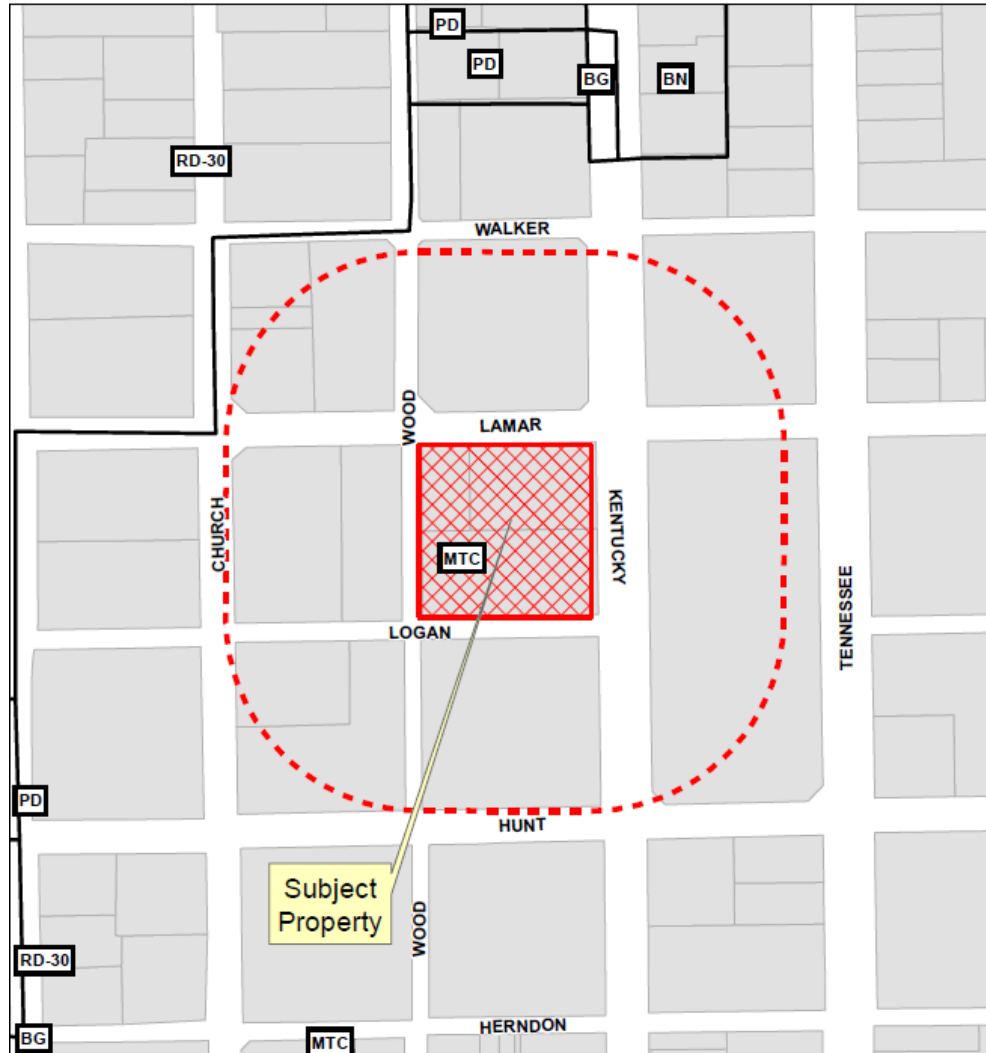 PD
PD
BG
BN
RD-30
WALKER
WOOD
LAMAR
CHURCH
KENTUCKY
MTC
TENNESSEE
LOGAN
PD
HUNT
Subject
Property
WOOD
RD-30
HERNDON
BG
MTC